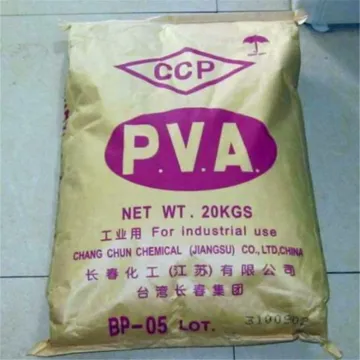 CCP
P.V.A.
NET WT. 20KGS
工业用 For industrial use
CHANG CHUN CHEMICAL (JIANGSU) CO., LTD, CHINA
长春化工(江苏)有限公司
台湾长春集团
BP-05 LOT.